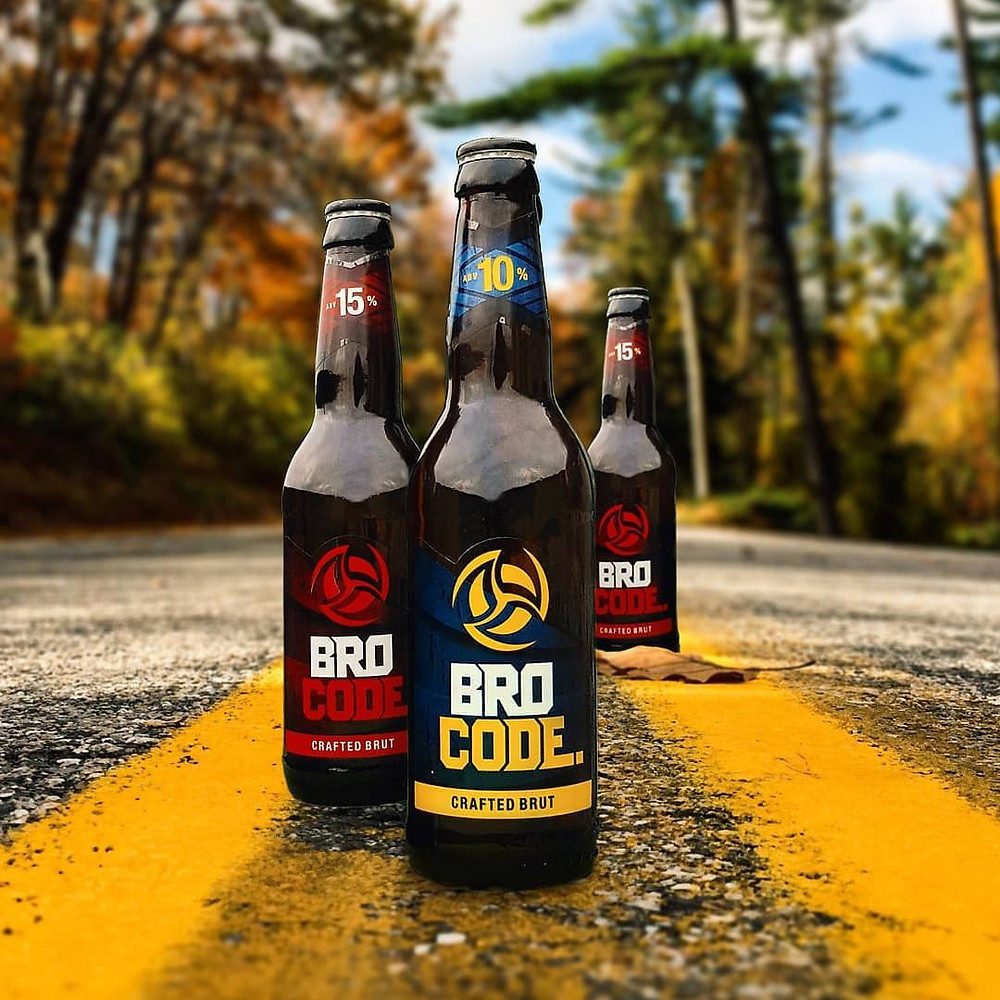 ABV 15%
BRO
CODE
CRAFTED BRUT
ABV 10%
BRO
CODE.
CRAFTED BRUT
15%
BRO
CODE.
CRAFTED BRUT